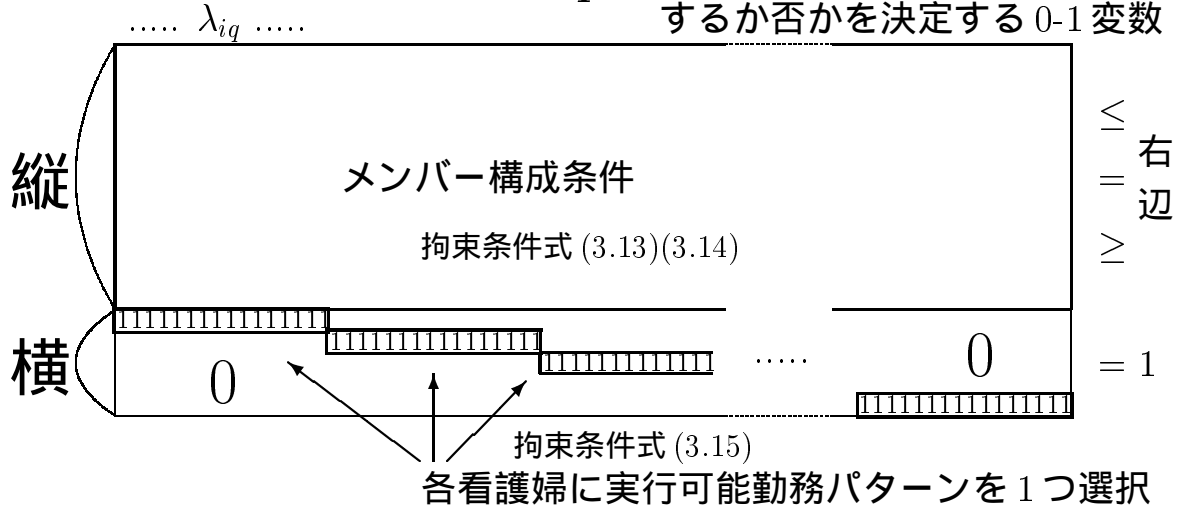 ..... λ_{iq} ..... するか否かを決定する 0-1 変数
≤
縦 メンバー構成条件 = 右辺
拘束条件式 (3.13)(3.14) ≥
111111111111111
111111111111111
1111111111111
横 0 ..... 0 = 1
111111111111111
拘束条件式 (3.15)
各看護婦に実行可能勤務パターンを 1 つ選択